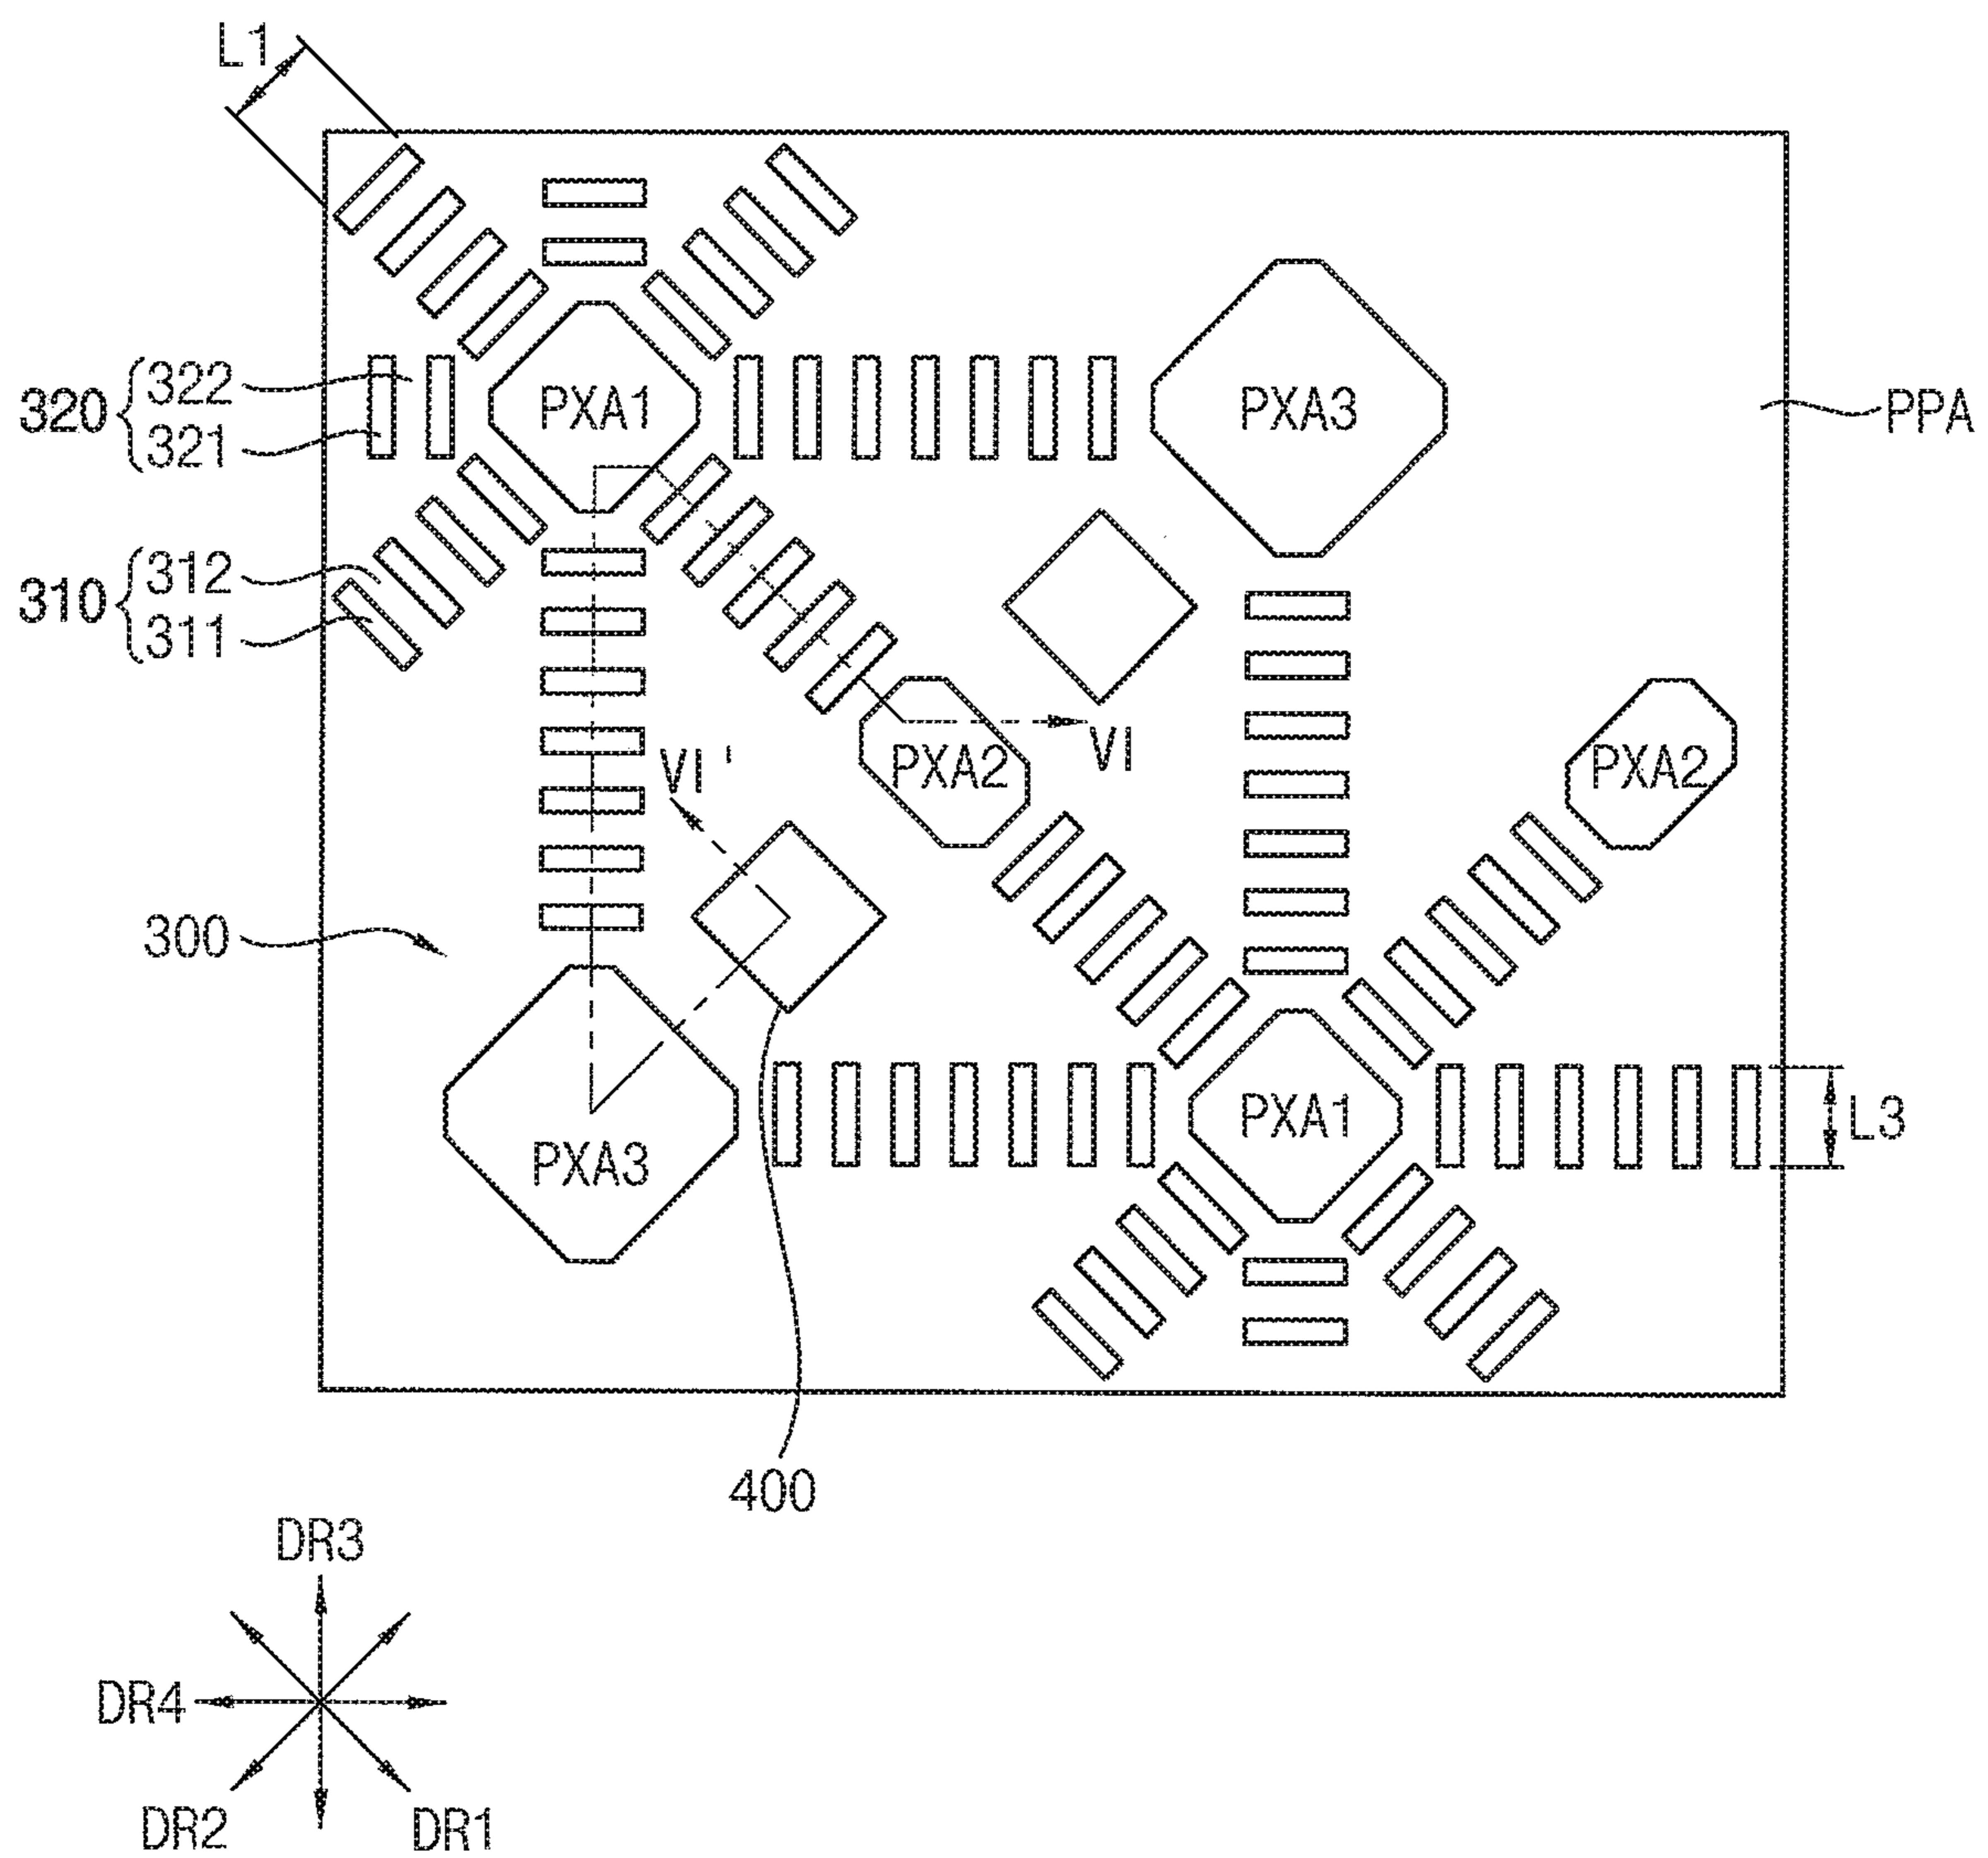 L1
PXA1
PXA3
PPA
320 { 322
321
310 { 312
311
VI
PXA2
PXA2
VI'
300
PXA1
L3
PXA3
400
DR3
DR4
DR2
DR1